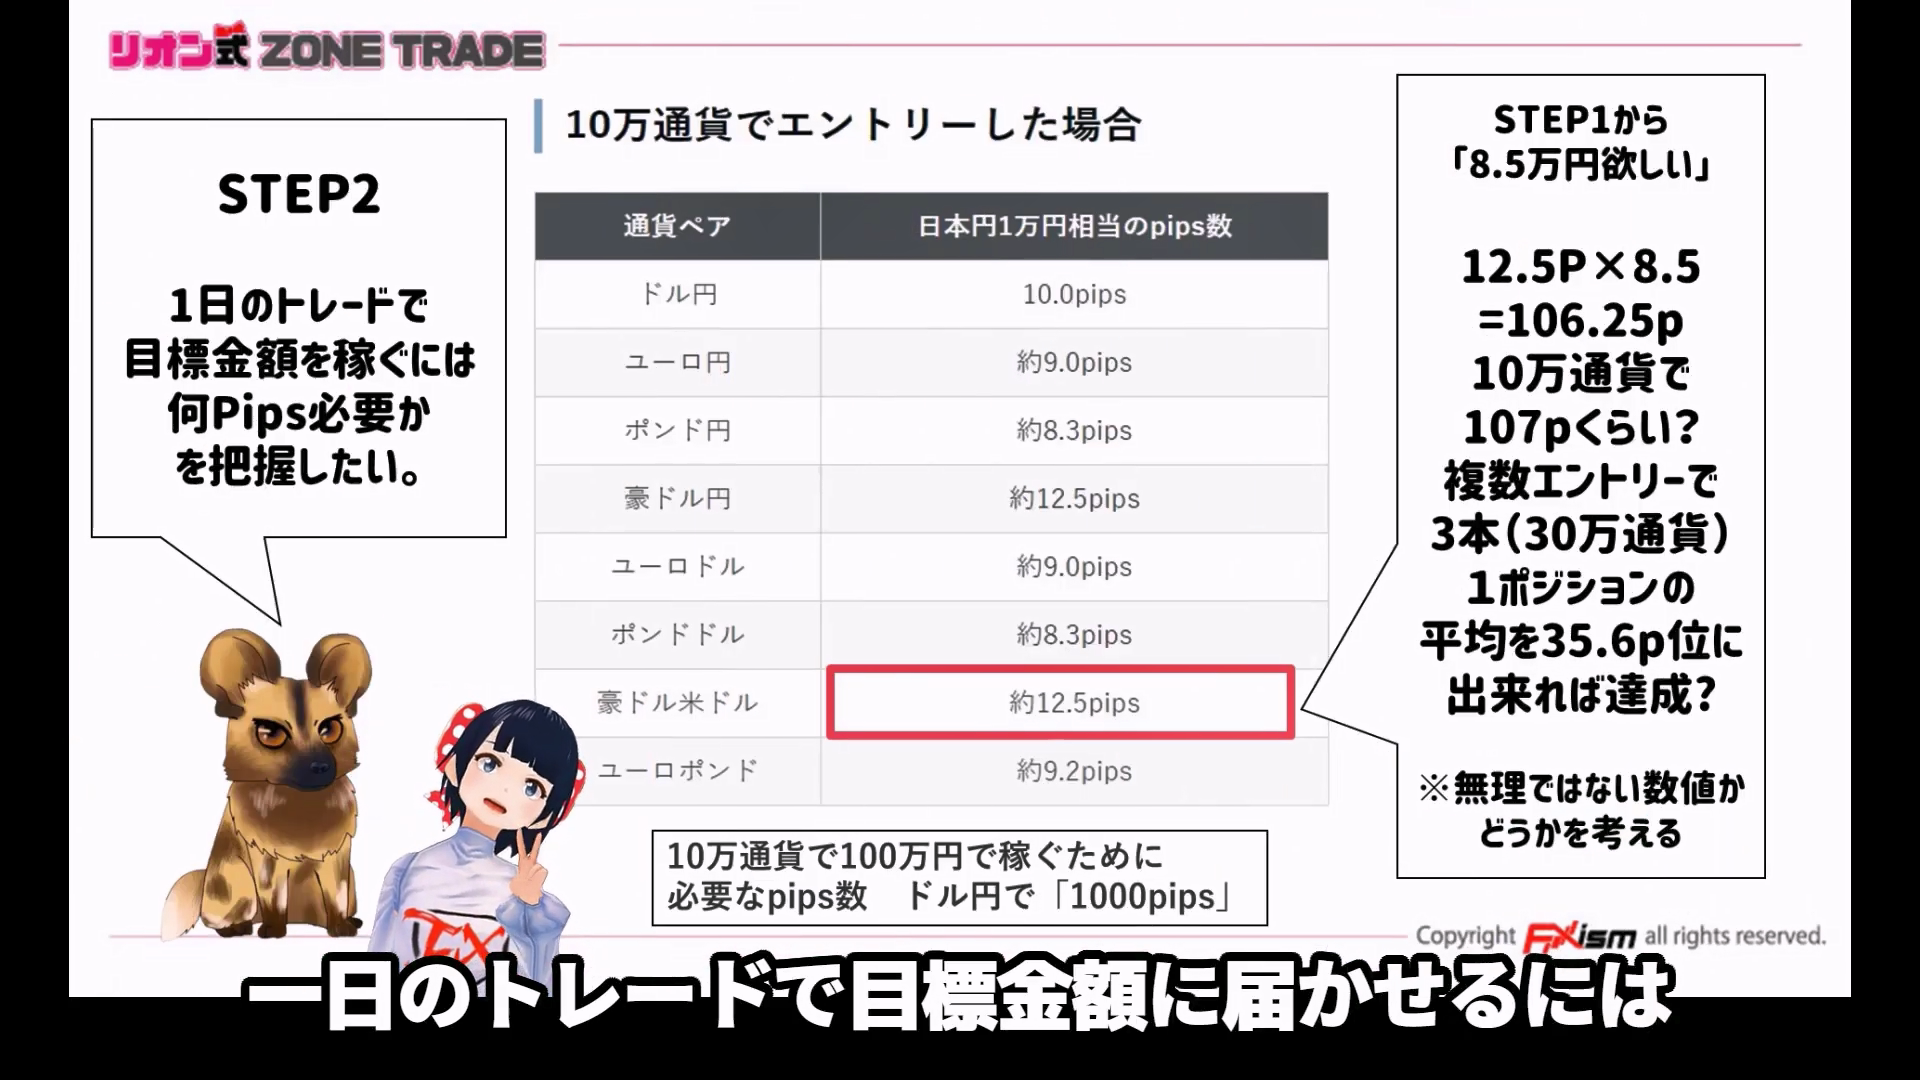 リオン式 ZONE TRADE
STEP2
1日のトレードで
目標金額を稼ぐには
何Pips必要か
を把握したい。
10万通貨でエントリーした場合
通貨ペア 日本円1万円相当のpips数
ドル円 10.0pips
ユーロ円 約9.0pips
ポンド円 約8.3pips
豪ドル円 約12.5pips
ユーロドル 約9.0pips
ポンドドル 約8.3pips
豪ドル米ドル 約12.5pips
ユーロポンド 約9.2pips
10万通貨で100万円で稼ぐために
必要なpips数　ドル円で「1000pips」
STEP1から
「8.5万円欲しい」
12.5P×8.5
=106.25p
10万通貨で
107pくらい?
複数エントリーで
3本(30万通貨)
1ポジションの
平均を35.6p位に
出来れば達成?
※無理ではない数値か
どうかを考える
Copyright FXism all rights reserved.
FX
一日のトレードで目標金額に届かせるには